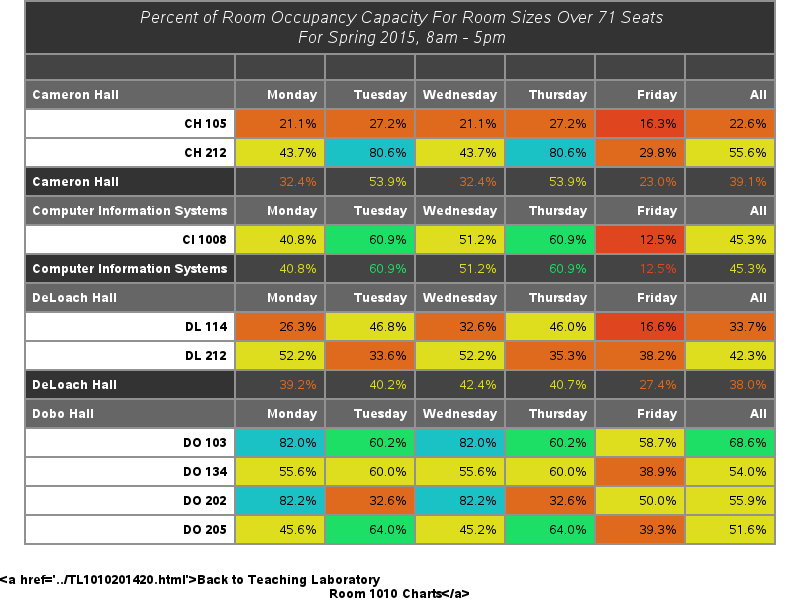 Percent of Room Occupancy Capacity For Room Sizes Over 71 Seats
For Spring 2015, 8am - 5pm
Cameron Hall Monday Tuesday Wednesday Thursday Friday All
CH 105 21.1% 27.2% 21.1% 27.2% 16.3% 22.6%
CH 212 43.7% 80.6% 43.7% 80.6% 29.8% 55.6%
Cameron Hall 32.4% 53.9% 32.4% 53.9% 23.0% 39.1%
Computer Information Systems Monday Tuesday Wednesday Thursday Friday All
CI 1008 40.8% 60.9% 51.2% 60.9% 12.5% 45.3%
Computer Information Systems 40.8% 60.9% 51.2% 60.9% 12.5% 45.3%
DeLoach Hall Monday Tuesday Wednesday Thursday Friday All
DL 114 26.3% 46.8% 32.6% 46.0% 16.6% 33.7%
DL 212 52.2% 33.6% 52.2% 35.3% 38.2% 42.3%
DeLoach Hall 39.2% 40.2% 42.4% 40.7% 27.4% 38.0%
Dobo Hall Monday Tuesday Wednesday Thursday Friday All
DO 103 82.0% 60.2% 82.0% 60.2% 58.7% 68.6%
DO 134 55.6% 60.0% 55.6% 60.0% 38.9% 54.0%
DO 202 82.2% 32.6% 82.2% 32.6% 50.0% 55.9%
DO 205 45.6% 64.0% 45.2% 64.0% 39.3% 51.6%
<a href='../TL1010201420.html'>Back to Teaching Laboratory
Room 1010 Charts</a>